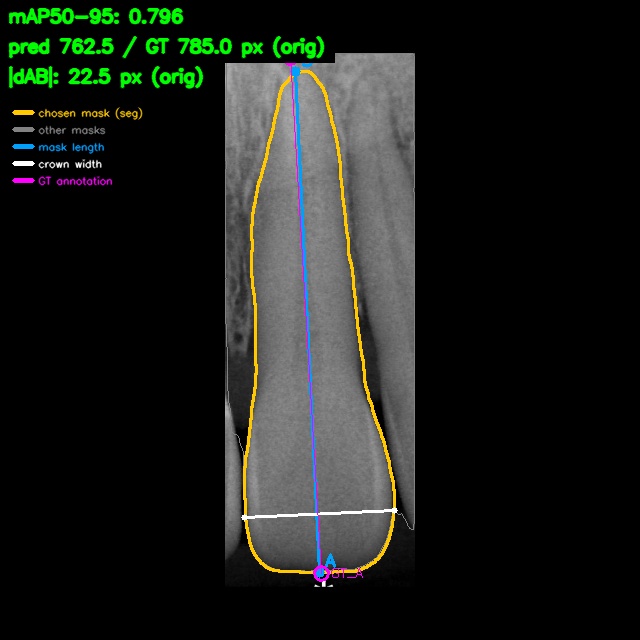 mAP50-95: 0.796
pred 762.5 / GT 785.0 px (orig)
|dAB|: 22.5 px (orig)
chosen mask (seg)
other masks
mask length
crown width
GT annotation
A
GT_A